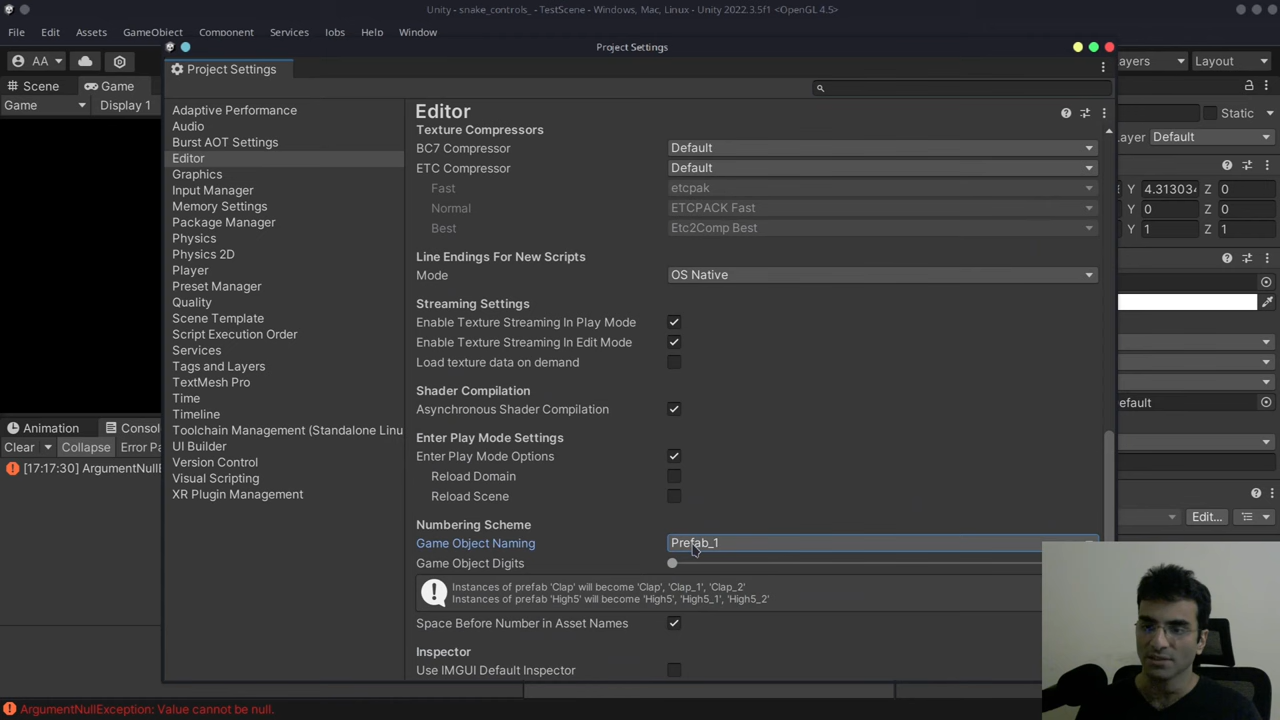 Unity - snake_controls_ - TestScene - Windows, Mac, Linux - Unity 2022.3.5f1 <OpenGL 4.5>
File Edit Assets GameObject Component Services Jobs Help Window
Project Settings
AA
Layers Layout
Project Settings
Scene Game
Game Display 1
Static
Layer Default
Adaptive Performance
Audio
Burst AOT Settings
Editor
Graphics
Input Manager
Memory Settings
Package Manager
Physics
Physics 2D
Player
Preset Manager
Quality
Scene Template
Script Execution Order
Services
Tags and Layers
TextMesh Pro
Time
Timeline
Toolchain Management (Standalone Linu
UI Builder
Version Control
Visual Scripting
XR Plugin Management
Editor
Texture Compressors
BC7 Compressor Default
ETC Compressor Default
Fast etcpak
Normal ETCPACK Fast
Best Etc2Comp Best
Line Endings For New Scripts
Mode OS Native
Streaming Settings
Enable Texture Streaming In Play Mode
Enable Texture Streaming In Edit Mode
Load texture data on demand
Shader Compilation
Asynchronous Shader Compilation
Enter Play Mode Settings
Enter Play Mode Options
Reload Domain
Reload Scene
Numbering Scheme
Game Object Naming Prefab_1
Game Object Digits
Instances of prefab 'Clap' will become 'Clap', 'Clap_1', 'Clap_2'
Instances of prefab 'High5' will become 'High5', 'High5_1', 'High5_2'
Space Before Number in Asset Names
Inspector
Use IMGUI Default Inspector
Y 4.31303 Z 0
Y 0 Z 0
Y 1 Z 1
efault
Edit...
Animation Consol
Clear Collapse Error Pa
[17:17:30] ArgumentNullE
ArgumentNullException: Value cannot be null.